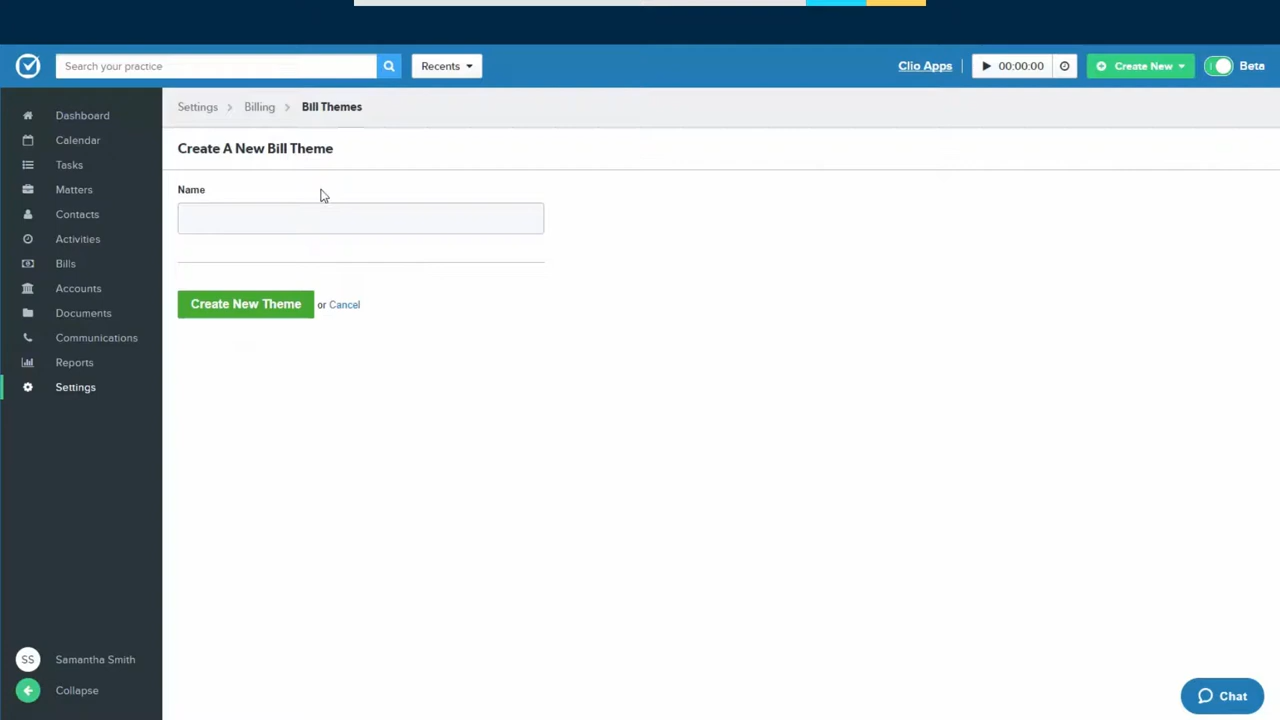 Search your practice
Recents
Clio Apps
00:00:00
Create New
Beta
Dashboard
Calendar
Tasks
Matters
Contacts
Activities
Bills
Accounts
Documents
Communications
Reports
Settings
SS
Samantha Smith
Collapse
Settings > Billing > Bill Themes
Create A New Bill Theme
Name
Create New Theme or Cancel
Chat